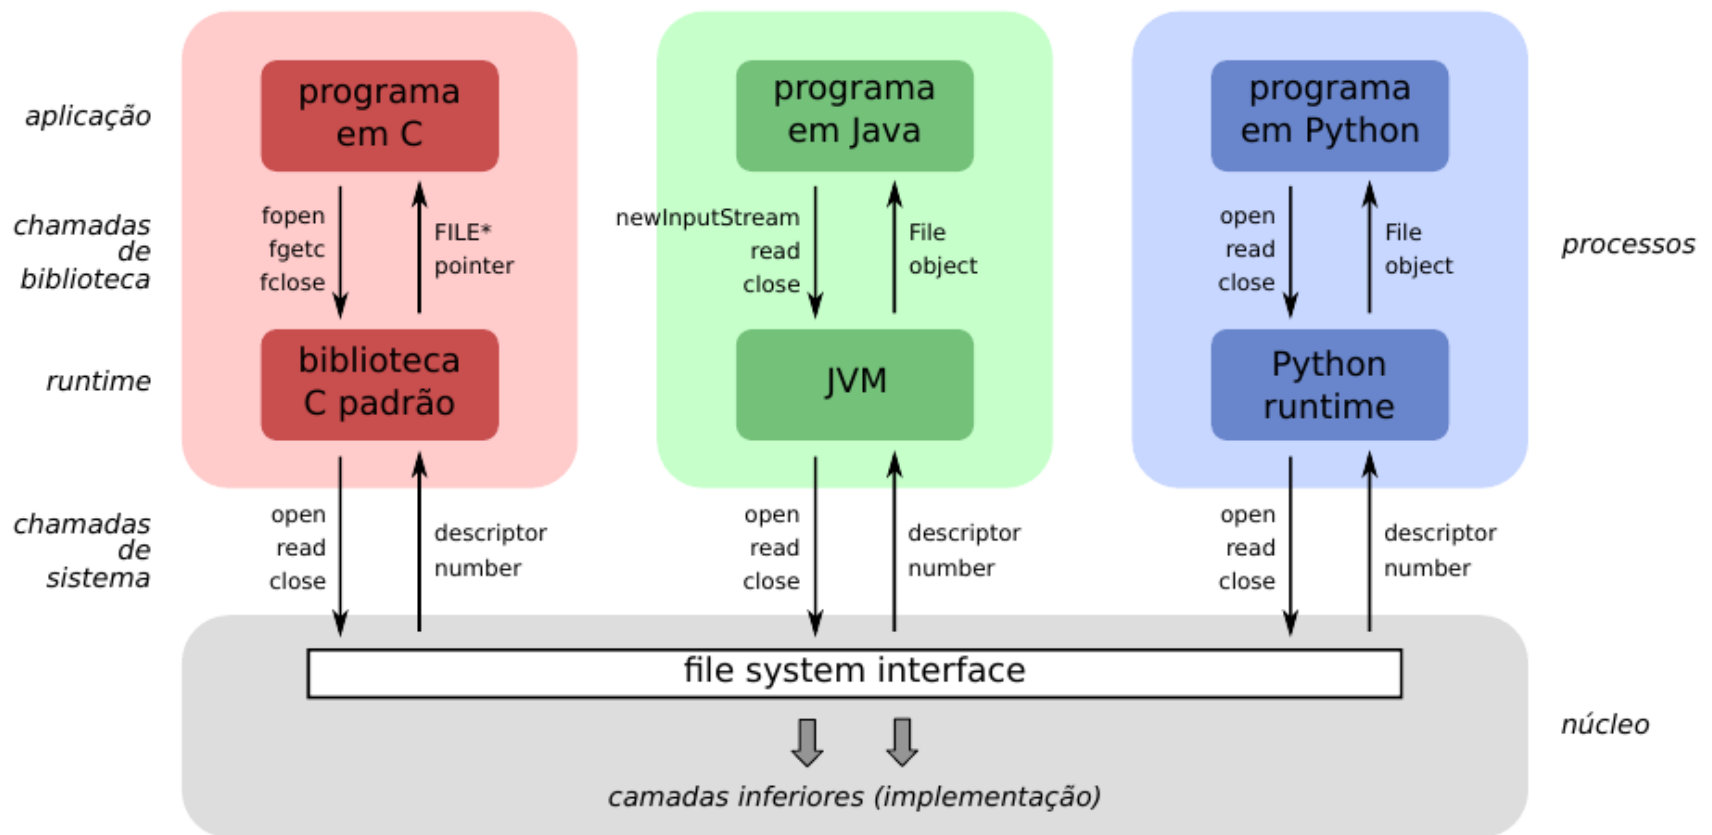 programa
em C
programa
em Java
programa
em Python
aplicação
chamadas
de
biblioteca
fopen
fgetc
fclose
FILE*
pointer
newInputStream
read
close
File
object
open
read
close
File
object
processos
runtime
biblioteca
C padrão
JVM
Python
runtime
chamadas
de
sistema
open
read
close
descriptor
number
open
read
close
descriptor
number
open
read
close
descriptor
number
file system interface
núcleo
camadas inferiores (implementação)